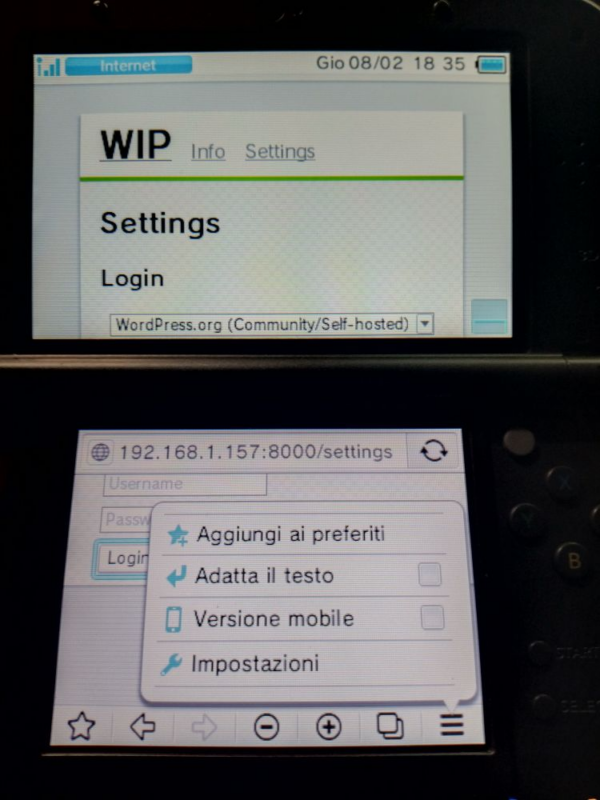 Internet
Gio 08/02 18 35
WIP Info Settings
Settings
Login
WordPress.org (Community/Self-hosted)
192.168.1.157:8000/settings
Username
Passw
Login
Aggiungi ai preferiti
Adatta il testo
Versione mobile
Impostazioni
X
Y
B
START
SELE